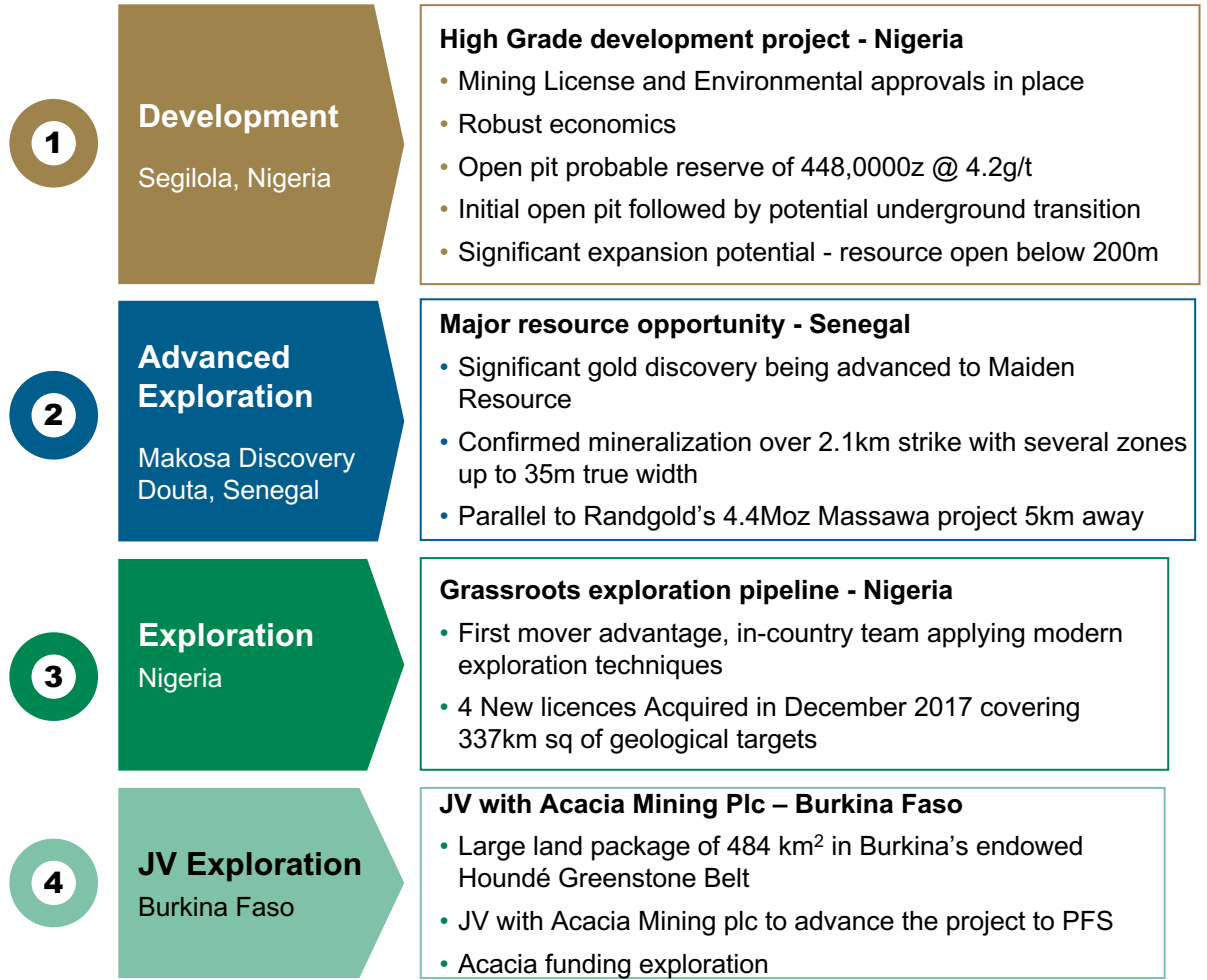 1
Development
Segilola, Nigeria
High Grade development project - Nigeria
• Mining License and Environmental approvals in place
• Robust economics
• Open pit probable reserve of 448,0000z @ 4.2g/t
• Initial open pit followed by potential underground transition
• Significant expansion potential - resource open below 200m
2
Advanced
Exploration
Makosa Discovery
Douta, Senegal
Major resource opportunity - Senegal
• Significant gold discovery being advanced to Maiden
Resource
• Confirmed mineralization over 2.1km strike with several zones
up to 35m true width
• Parallel to Randgold’s 4.4Moz Massawa project 5km away
3
Exploration
Nigeria
Grassroots exploration pipeline - Nigeria
• First mover advantage, in-country team applying modern
exploration techniques
• 4 New licences Acquired in December 2017 covering
337km sq of geological targets
4
JV Exploration
Burkina Faso
JV with Acacia Mining Plc – Burkina Faso
• Large land package of 484 km² in Burkina’s endowed
Houndé Greenstone Belt
• JV with Acacia Mining plc to advance the project to PFS
• Acacia funding exploration